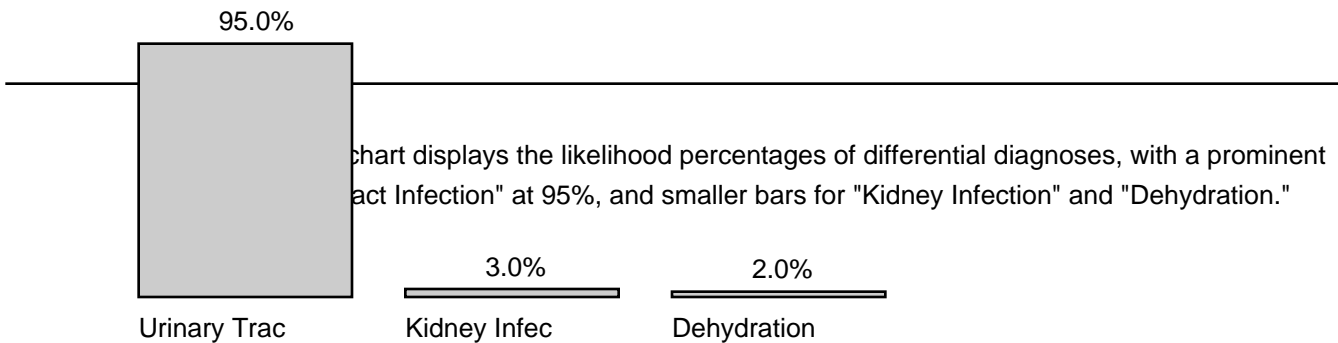 95.0%
chart displays the likelihood percentages of differential diagnoses, with a prominent
act Infection" at 95%, and smaller bars for "Kidney Infection" and "Dehydration."
3.0% 2.0%
Urinary Trac Kidney Infec Dehydration